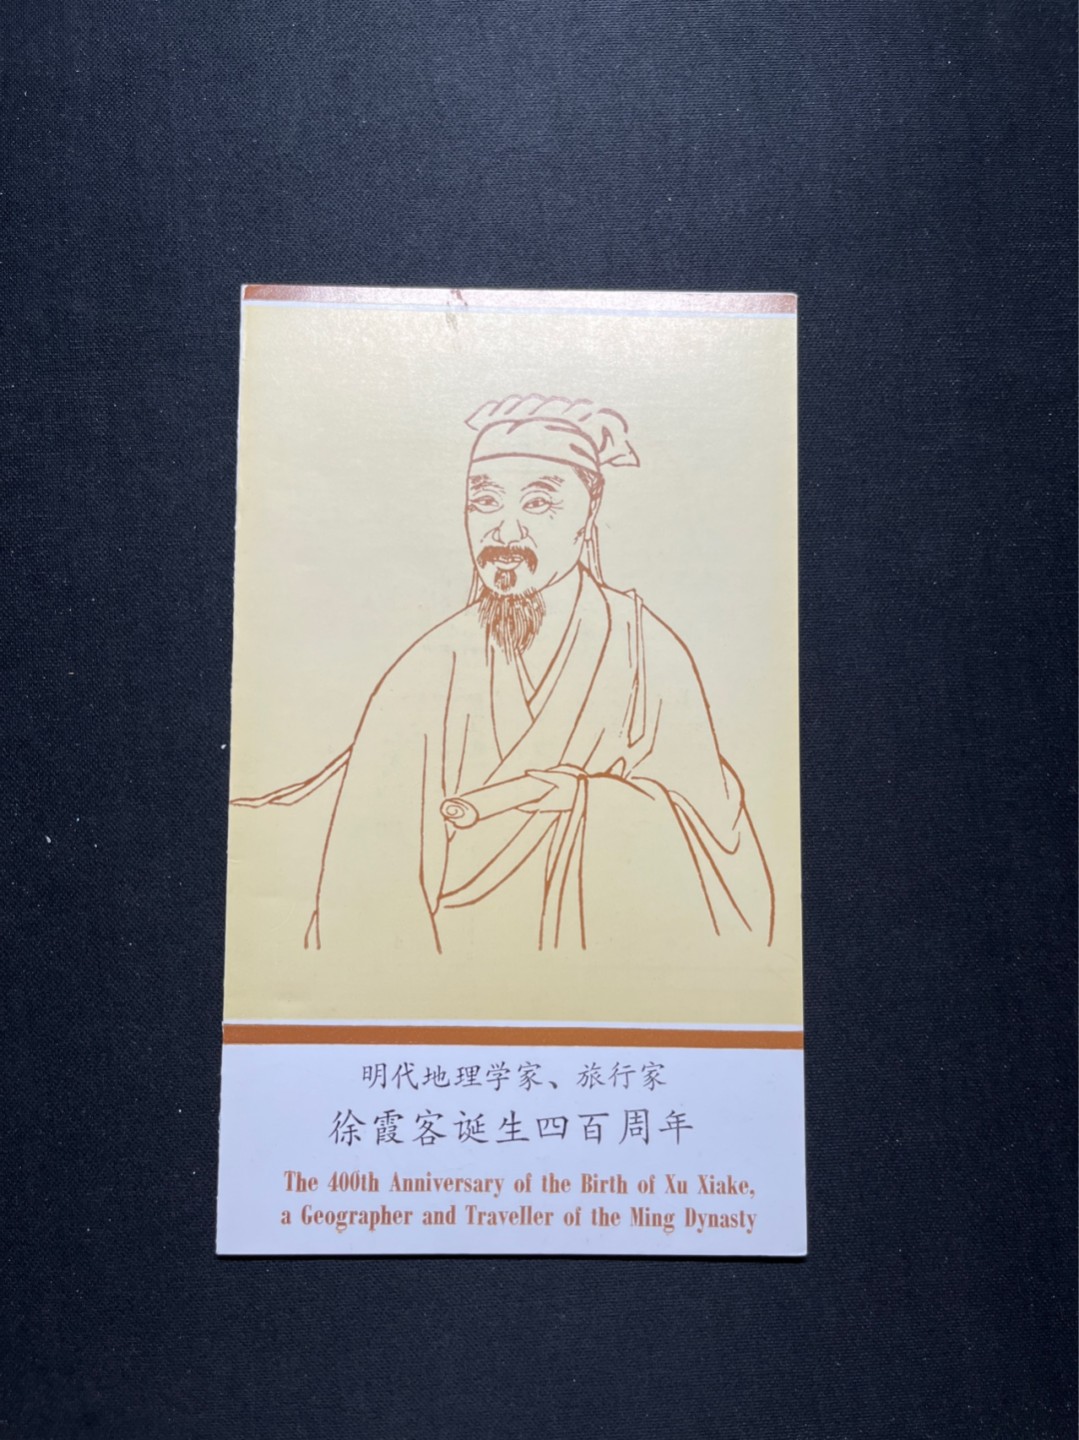 明代地理学家、旅行家
徐霞客诞生四百周年
The 400th Anniversary of the Birth of Xu Xiake,
a Geographer and Traveller of the Ming Dynasty